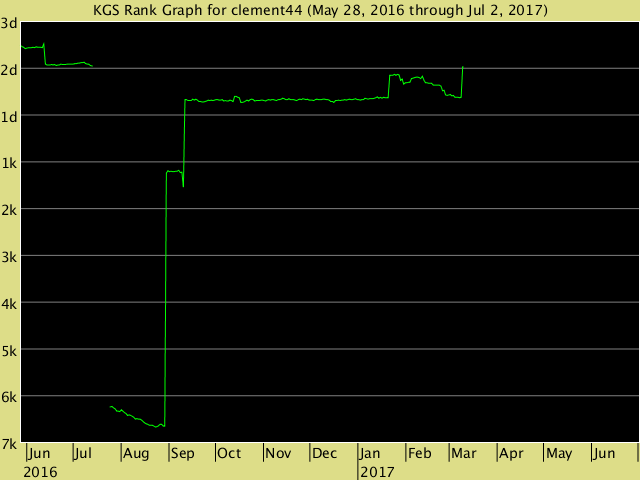 KGS Rank Graph for clement44 (May 28, 2016 through Jul 2, 2017)
3d
2d
1d
1k
2k
3k
4k
5k
6k
7k
Jun Jul Aug Sep Oct Nov Dec Jan Feb Mar Apr May Jun
2016 2017